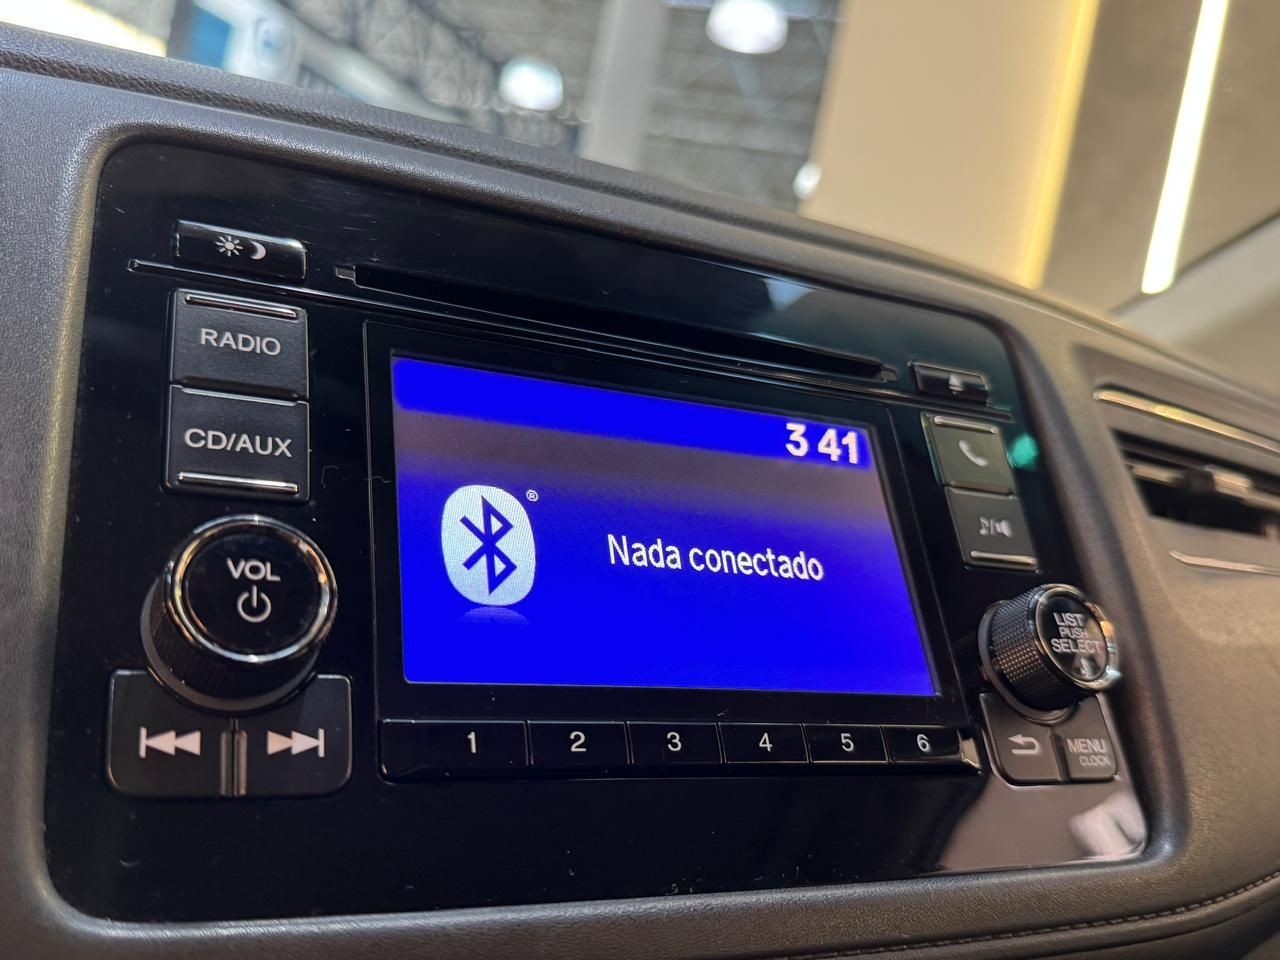 RADIO
CD/AUX
VOL
3 41
®
Nada conectado
LIST
PUSH
SELECT
1 2 3 4 5 6
MENU
CLOCK